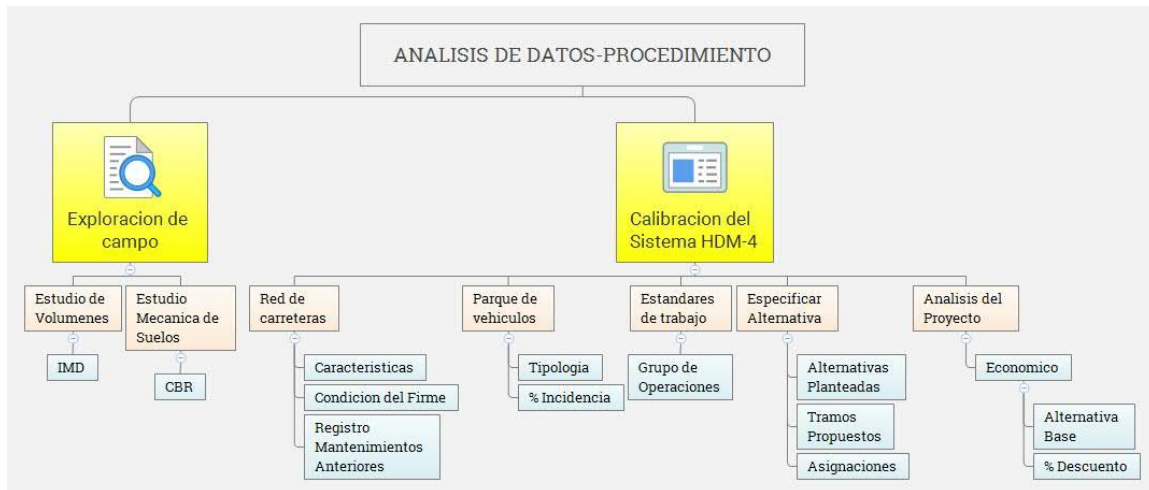 ANALISIS DE DATOS-PROCEDIMIENTO
Exploracion de
campo
Calibracion del
Sistema HDM-4
Estudio de
Volumenes
IMD
Estudio
Mecanica de
Suelos
CBR
Red de
carreteras
Caracteristicas
Condicion del Firme
Registro
Mantenimientos
Anteriores
Parque de
vehiculos
Tipologia
% Incidencia
Estandares
de trabajo
Grupo de
Operaciones
Especificar
Alternativa
Alternativas
Planteadas
Tramos
Propuestos
Asignaciones
Analisis del
Proyecto
Economico
Alternativa
Base
% Descuento